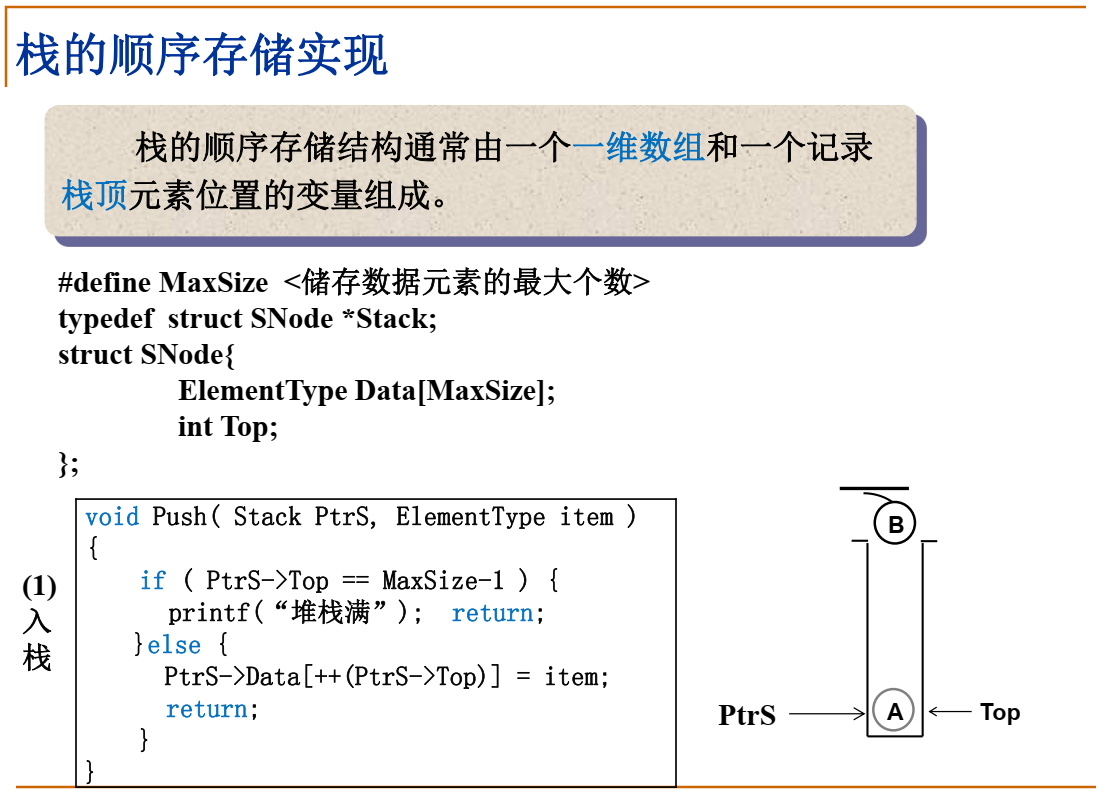 栈的顺序存储实现
栈的顺序存储结构通常由一个一维数组和一个记录
栈顶元素位置的变量组成。
#define MaxSize <储存数据元素的最大个数>
typedef struct SNode *Stack;
struct SNode{
ElementType Data[MaxSize];
int Top;
};
(1)
入
栈
void Push( Stack PtrS, ElementType item )
{
if ( PtrS->Top == MaxSize-1 ) {
printf(“堆栈满”); return;
}else {
PtrS->Data[++(PtrS->Top)] = item;
return;
}
}
B
PtrS
A
Top